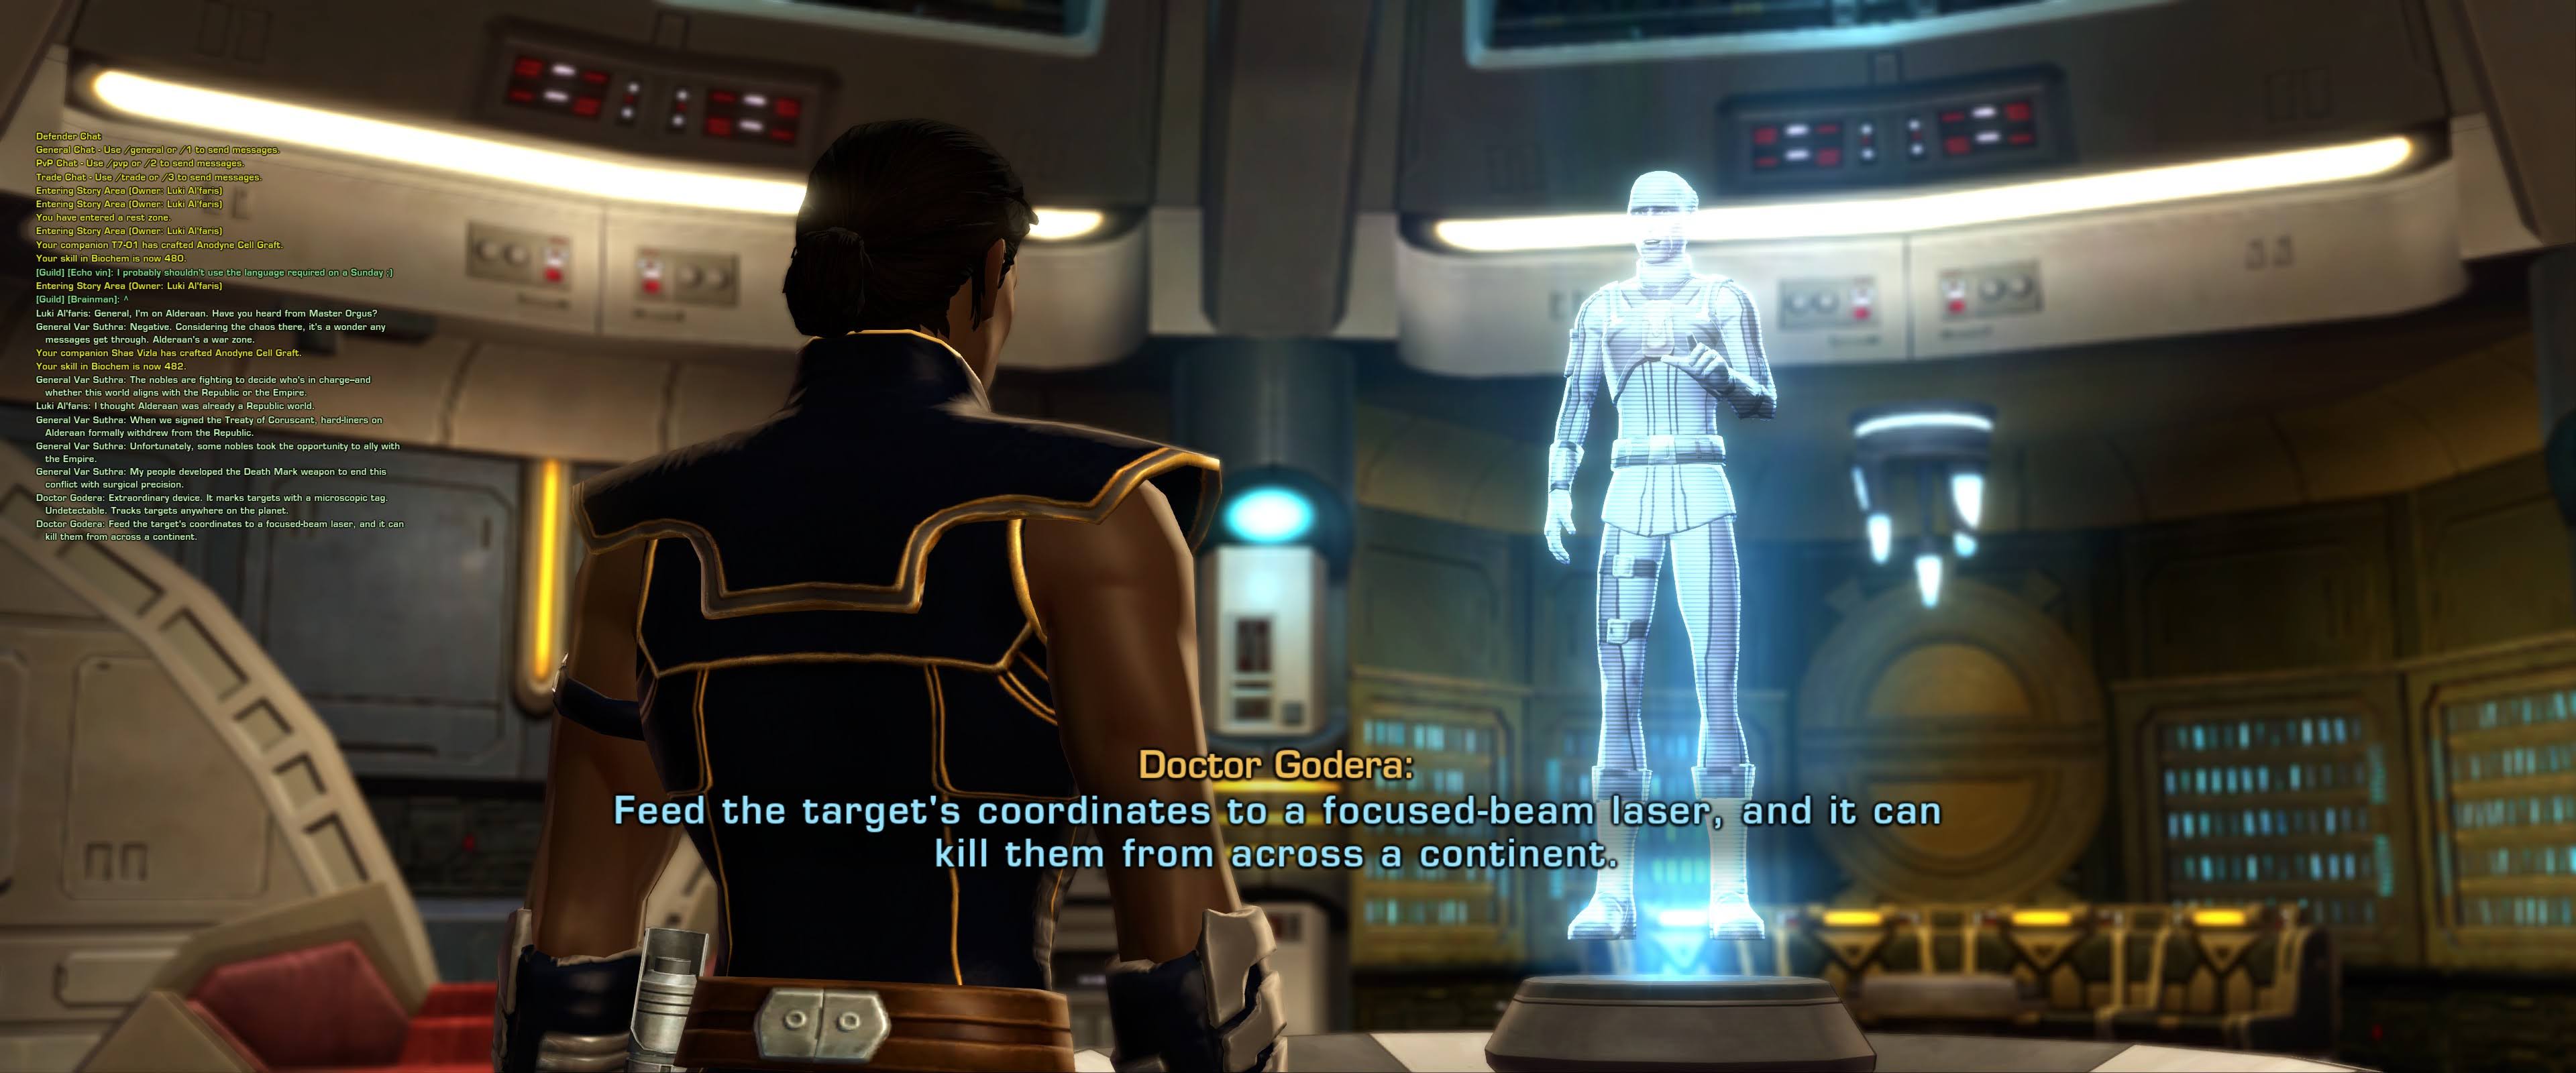 Defender Chat
General Chat - Use /general or /1 to send messages.
PvP Chat - Use /pvp or /2 to send messages.
Trade Chat - Use /trade or /3 to send messages.
Entering Story Area (Owner: Luki Al'faris)
Entering Story Area (Owner: Luki Al'faris)
You have entered a rest zone.
Entering Story Area (Owner: Luki Al'faris)
Your companion T7-O1 has crafted Anodyne Cell Graft.
Your skill in Biochem is now 480.
[Guild] [Echo vin]: I probably shouldn't use the language required on a Sunday :)
Entering Story Area (Owner: Luki Al'faris)
[Guild] [Brainman]: ^
Luki Al'faris: General, I'm on Alderaan. Have you heard from Master Orgus?
General Var Suthra: Negative. Considering the chaos there, it's a wonder any
messages get through. Alderaan's a war zone.
Your companion Shae Vizla has crafted Anodyne Cell Graft.
Your skill in Biochem is now 482.
General Var Suthra: The nobles are fighting to decide who's in charge–and
whether this world aligns with the Republic or the Empire.
Luki Al'faris: I thought Alderaan was already a Republic world.
General Var Suthra: When we signed the Treaty of Coruscant, hard-liners on
Alderaan formally withdrew from the Republic.
General Var Suthra: Unfortunately, some nobles took the opportunity to ally with
the Empire.
General Var Suthra: My people developed the Death Mark weapon to end this
conflict with surgical precision.
Doctor Godera: Extraordinary device. It marks targets with a microscopic tag.
Undetectable. Tracks targets anywhere on the planet.
Doctor Godera: Feed the target's coordinates to a focused-beam laser, and it can
kill them from across a continent.
Doctor Godera:
Feed the target's coordinates to a focused-beam laser, and it can
kill them from across a continent.